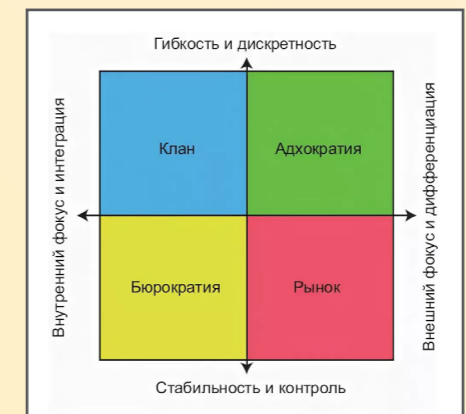 Гибкость и дискретность
Внутренний фокус и интеграция
Клан
Адхократия
Внешний фокус и дифференциация
Бюрократия
Рынок
Стабильность и контроль